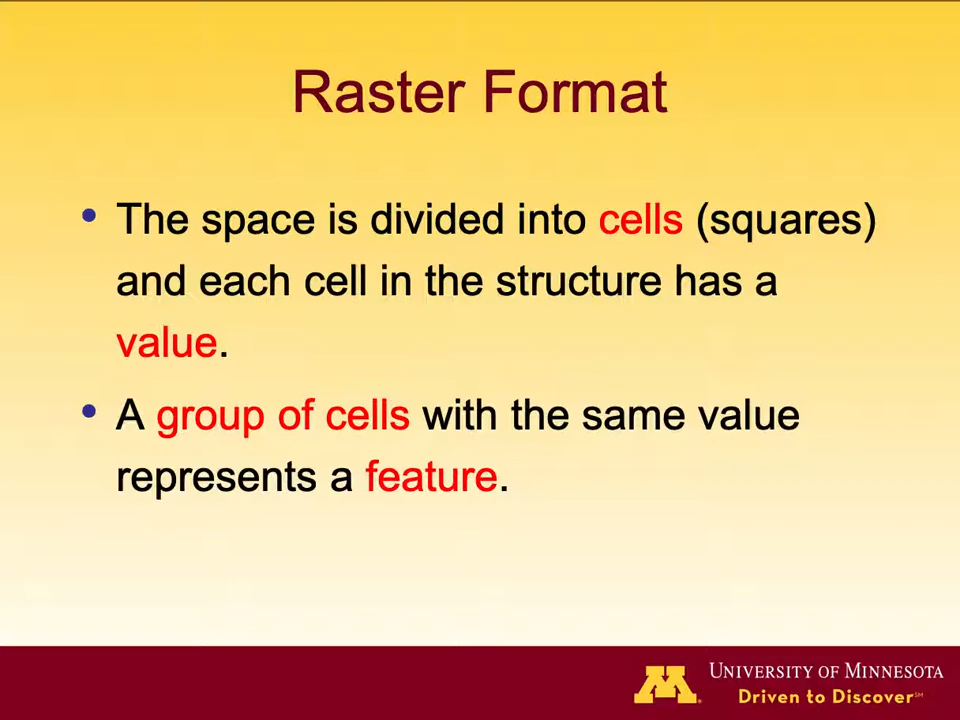 Raster Format
• The space is divided into cells (squares)
and each cell in the structure has a
value.
• A group of cells with the same value
represents a feature.
M
UNIVERSITY OF MINNESOTA
Driven to Discover℠